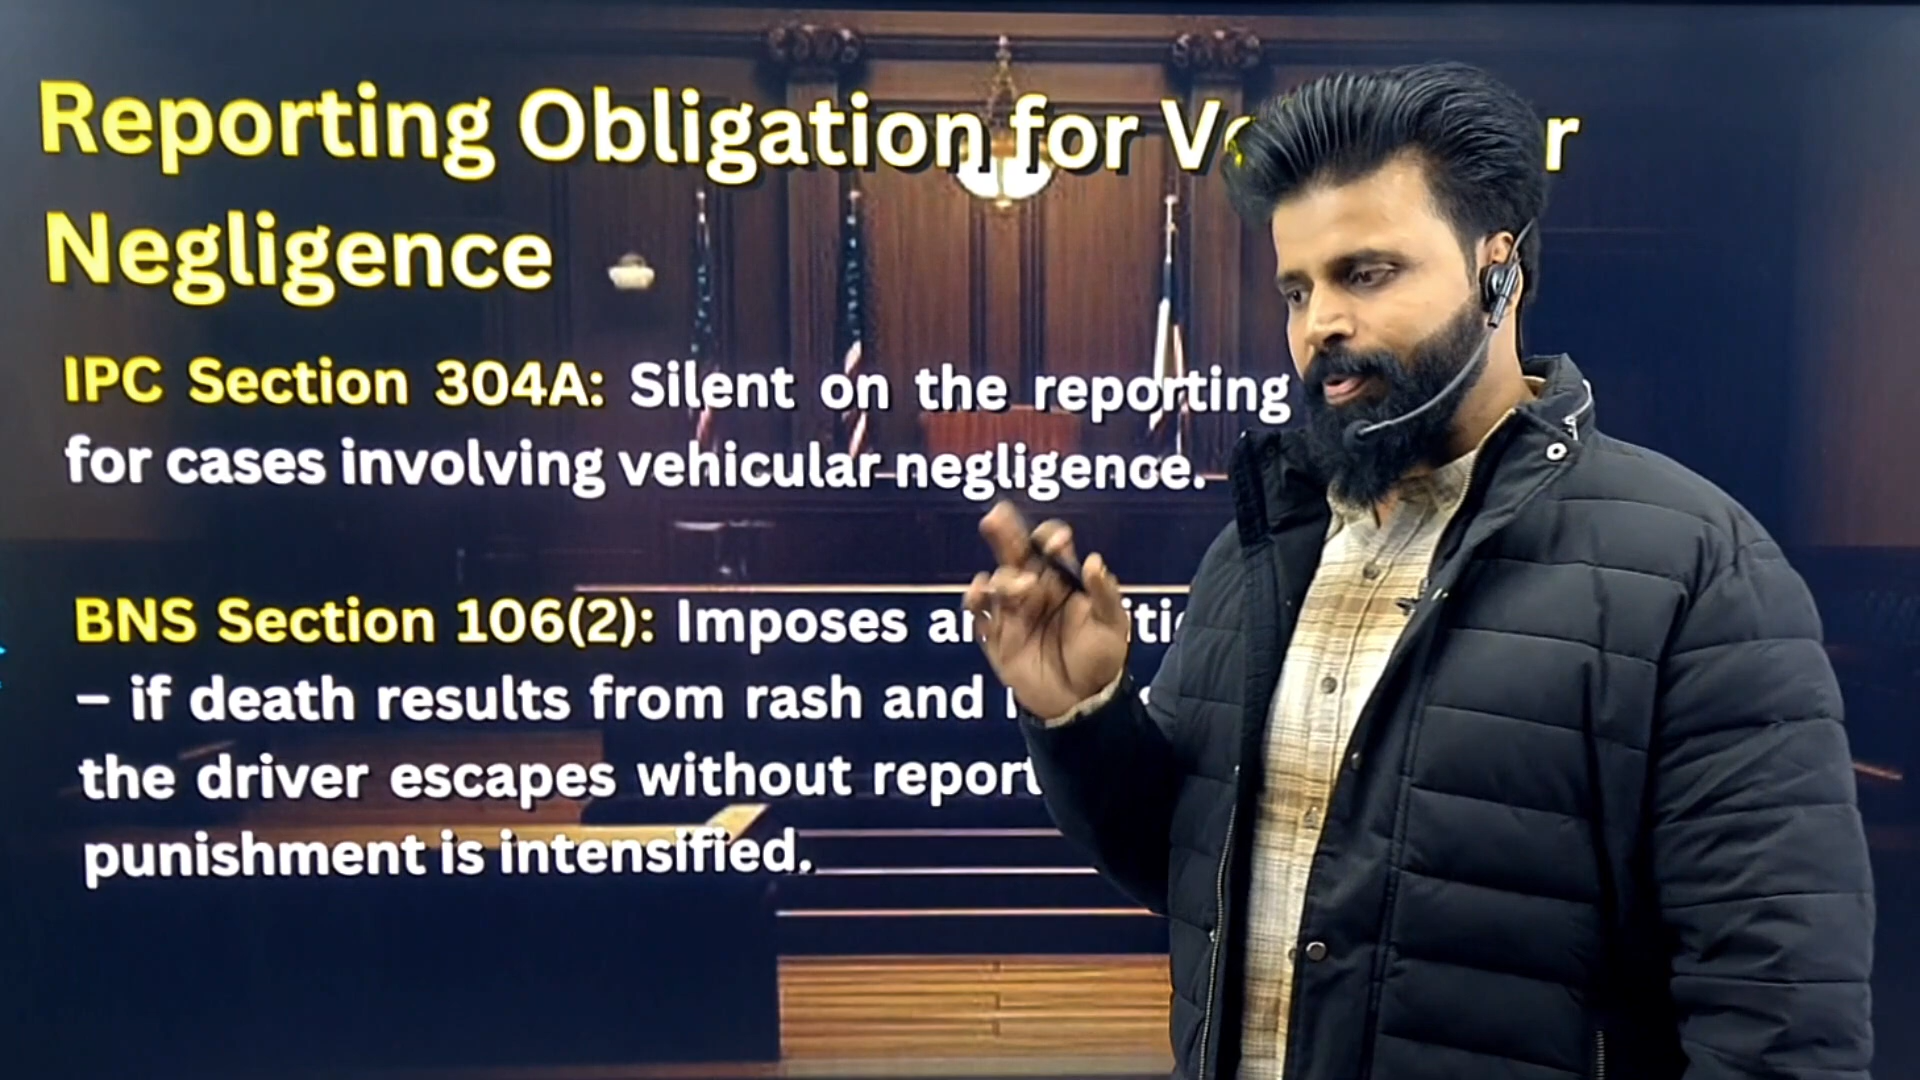 Reporting Obligation for
Negligence
IPC Section 304A: Silent on the reporting
for cases involving vehicular negligence.
BNS Section 106(2): Imposes
– if death results from rash and
the driver escapes without
punishment is intensified.